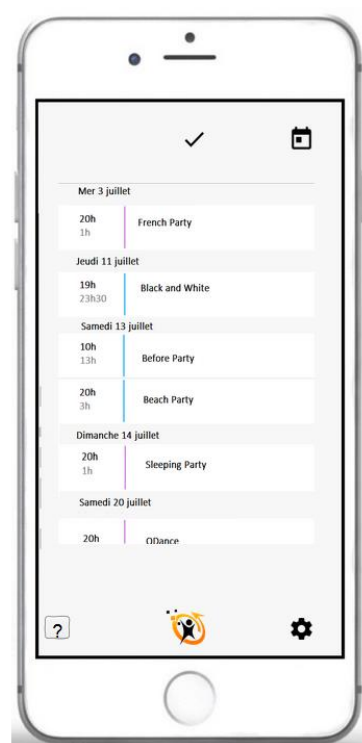 Mer 3 juillet
20h
French Party
1h
Jeudi 11 juillet
19h
Black and White
23h30
Samedi 13 juillet
10h
Before Party
13h
20h
Beach Party
3h
Dimanche 14 juillet
20h
Sleeping Party
1h
Samedi 20 juillet
20h
ODance
?